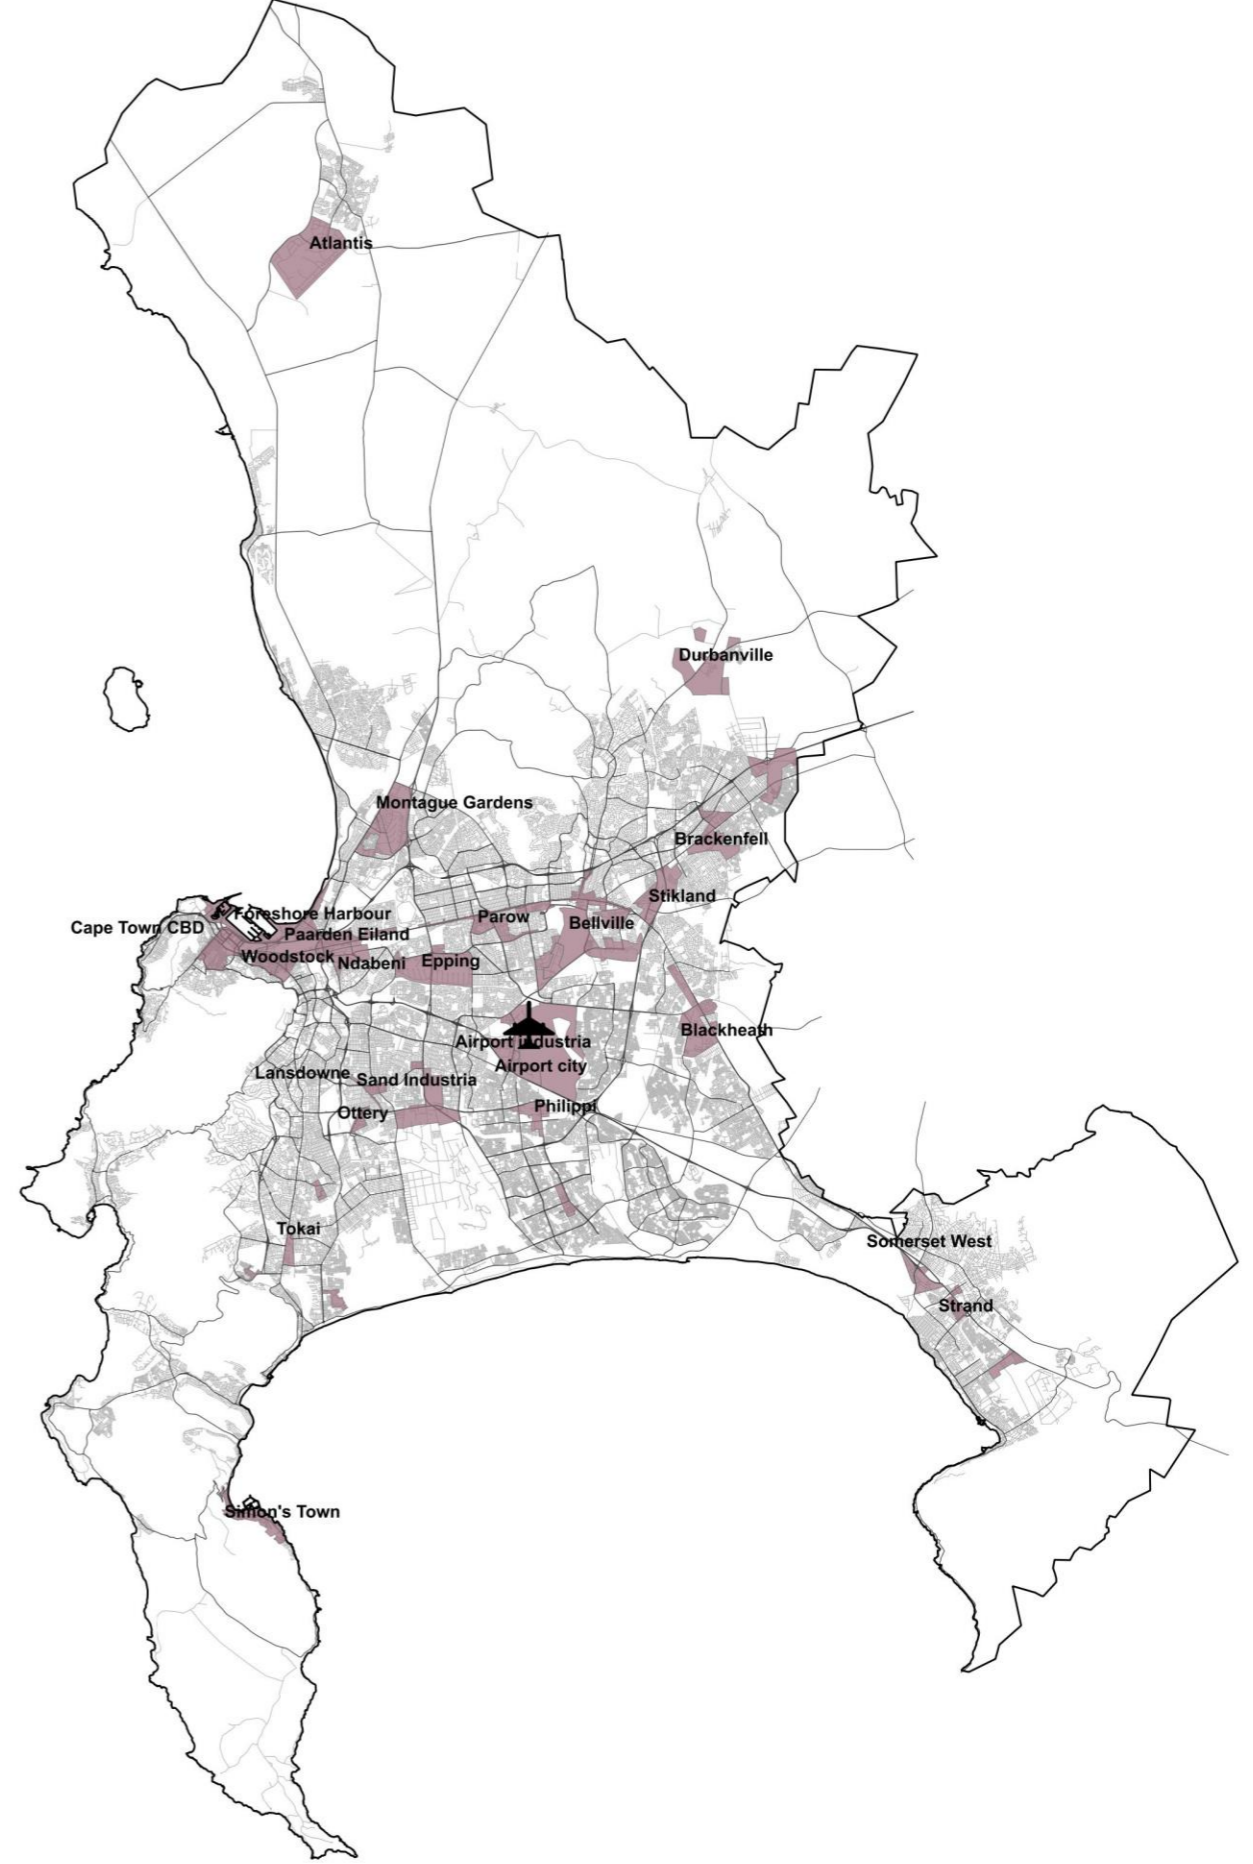 Atlantis
Durbanville
Montague Gardens
Brackenfell
Stikland
Foreshore Harbour
Parow
Bellville
Cape Town CBD
Paarden Eiland
Woodstock
Ndabeni
Epping
Blackheath
Airport industria
Airport city
Lansdowne
Sand Industria
Philippi
Ottery
Tokai
Somerset West
Strand
Simon's Town